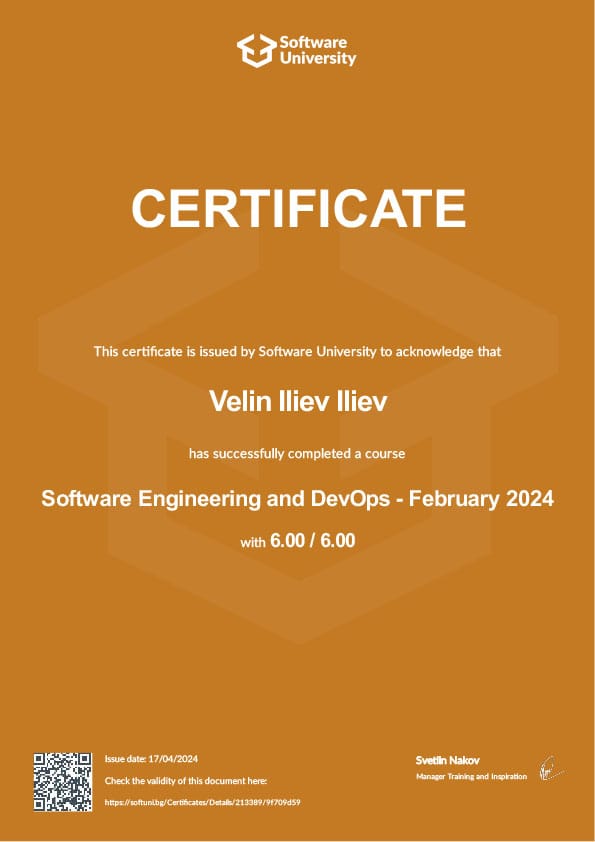 Software
University
CERTIFICATE
This certificate is issued by Software University to acknowledge that
Velin Iliev Iliev
has successfully completed a course
Software Engineering and DevOps - February 2024
with 6.00 / 6.00
Issue date: 17/04/2024
Check the validity of this document here:
https://softuni.bg/Certificates/Details/213389/9f709d59
Svetlin Nakov
Manager Training and Inspiration